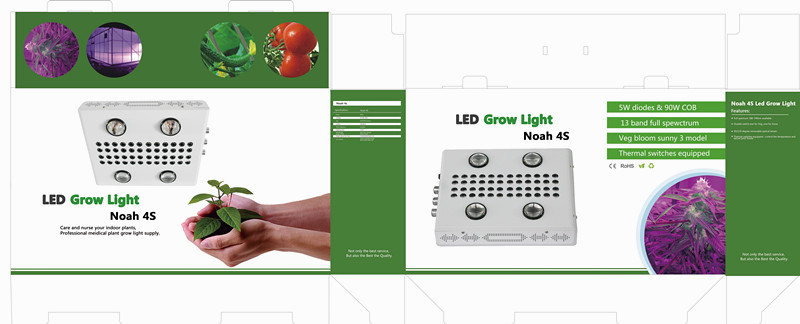 LED Grow Light
Noah 4S
Care and nurse your indoor plants,
Professional meidical plant grow light supply.
Noah 4S
Not only the best service.
But also the Best the Quality.
LED Grow Light
Noah 4S
5W diodes & 90W COB
13 band full spewctrum
Veg bloom sunny 3 model
Thermal switches equipped
CE RoHS
Noah 4S Led Grow Light
Features:
Not only the best service.
But also the Best the Quality.